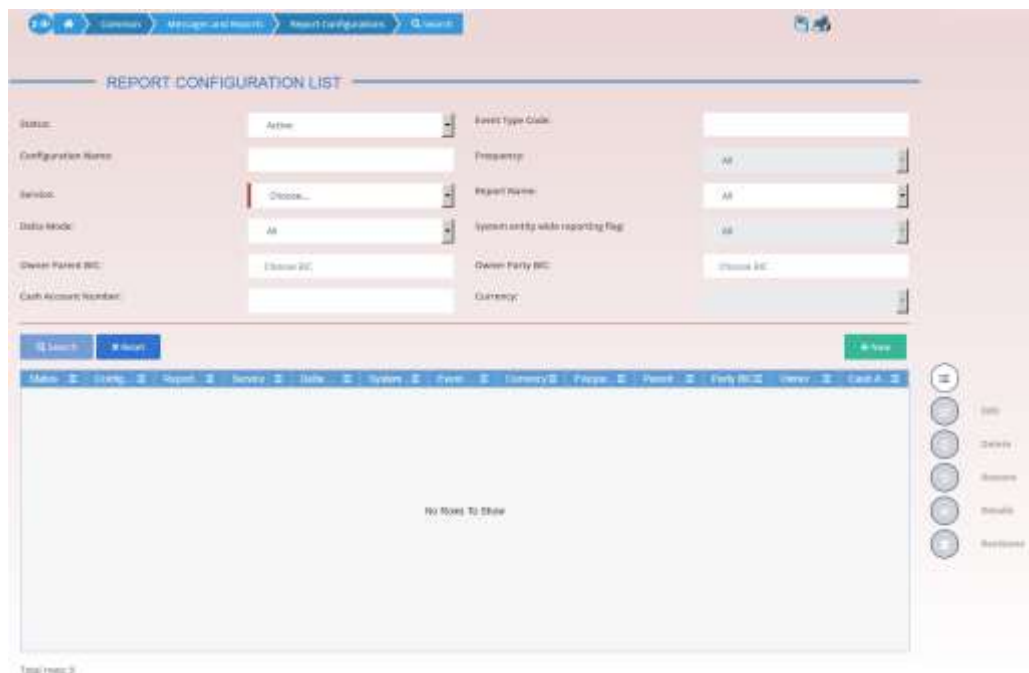 Common Messages and Reports Report Configurations Search
REPORT CONFIGURATION LIST
Status: Active Event Type Code:
Configuration Name: Frequency: All
Service: Choose... Report Name: All
Delta Mode: All System entity wide reporting flag: All
Owner Parent BIC: Choose BIC Owner Party BIC: Choose BIC
Cash Account Number: Currency:
Search Reset New
Status Config. Report. Service Delta System. Event. Currency Parent Party BIC Owner Cash A.
Edit
Delete
Restore
Details
Revisions
No Rows To Show
Total rows: 0